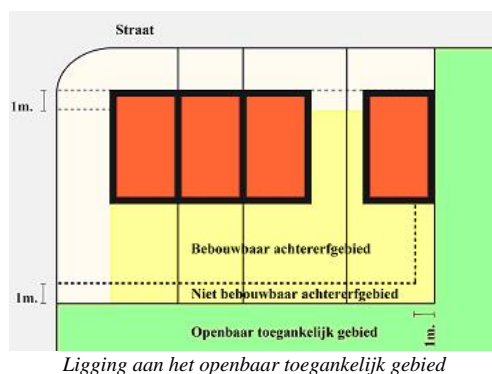 Straat
1m.
Bebouwbaar achtererfgebied
1m.
Niet bebouwbaar achtererfgebied
Openbaar toegankelijk gebied
1m.
Ligging aan het openbaar toegankelijk gebied